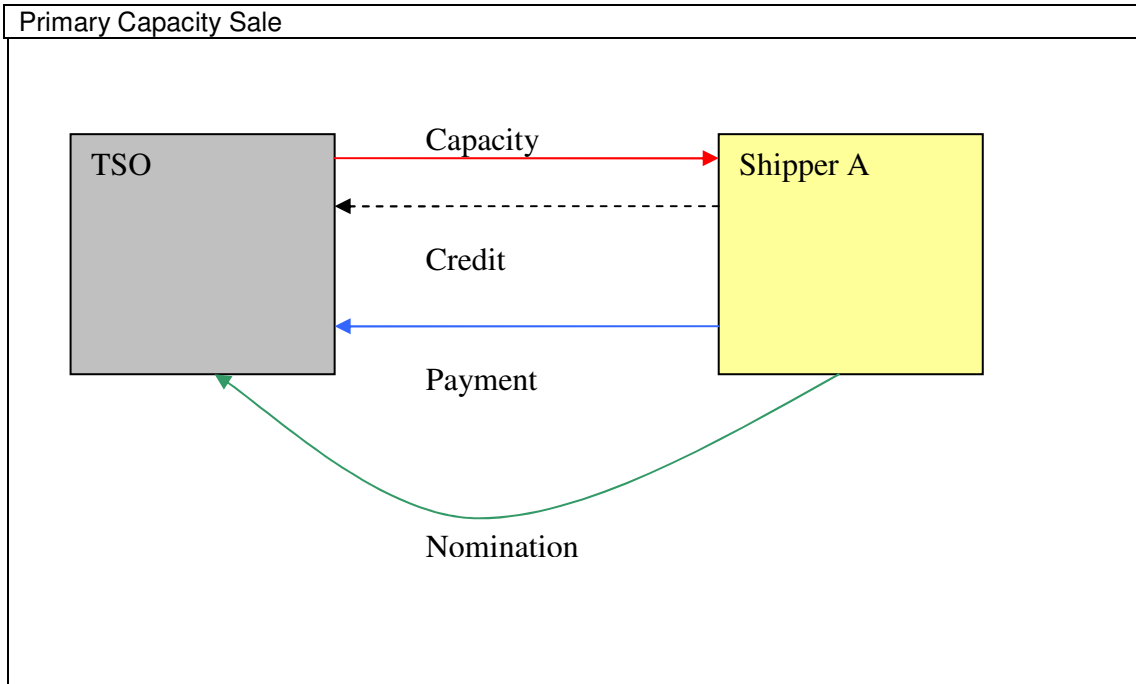 Primary Capacity Sale
Capacity
TSO
Shipper A
Credit
Payment
Nomination